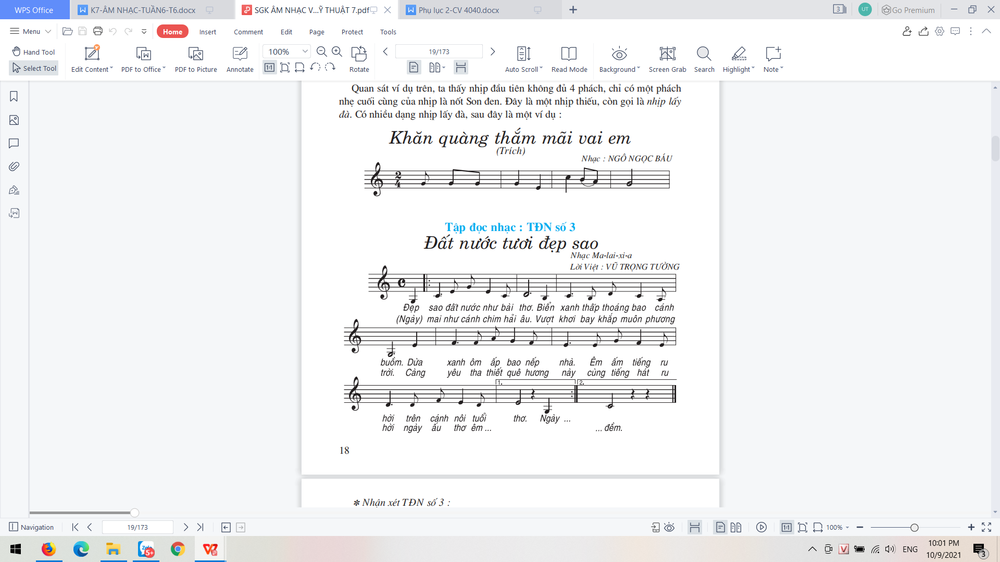 WPS Office
K7-ÂM NHẠC-TUẦN6-T6.docx
SGK ÂM NHẠC V...Ỹ THUẬT 7.pdf
Phụ lục 2-CV 4040.docx
3
UT
Go Premium
Menu
Home
Insert
Comment
Edit
Page
Protect
Tools
Hand Tool
Select Tool
Edit Content
PDF to Office
PDF to Picture
Annotate
100%
1:1
Rotate
19/173
Auto Scroll
Read Mode
Background
Screen Grab
Search
Highlight
Note
Quan sát ví dụ trên, ta thấy nhịp đầu tiên không đủ 4 phách, chỉ có một phách
nhẹ cuối cùng của nhịp là nốt Son đen. Đây là một nhịp thiếu, còn gọi là nhịp lấy
đà. Có nhiều dạng nhịp lấy đà, sau đây là một ví dụ :
Khăn quàng thắm mãi vai em
(Trích)
Nhạc : NGÔ NGỌC BÁU
2
4
Tập đọc nhạc : TĐN số 3
Đất nước tươi đẹp sao
Nhạc Ma-lai-xi-a
Lời Việt : VŨ TRỌNG TƯỜNG
Đẹp sao đất nước như bài thơ. Biển xanh thấp thoáng bao cánh
(Ngày) mai như cánh chim hải âu. Vượt khơi bay khắp muôn phương
buồm. Dừa xanh ôm ấp bao nếp nhà. Êm ấm tiếng ru
trời. Càng yêu tha thiết quê hương này cùng tiếng hát ru
1.
2.
hời trên cánh nôi tuổi thơ. Ngày ...
hời ngày ấu thơ êm ... ... đềm.
18
* Nhận xét TĐN số 3 :
Navigation
19/173
1:1
100%
Zalo
5+
ENG
10:01 PM
10/9/2021
3